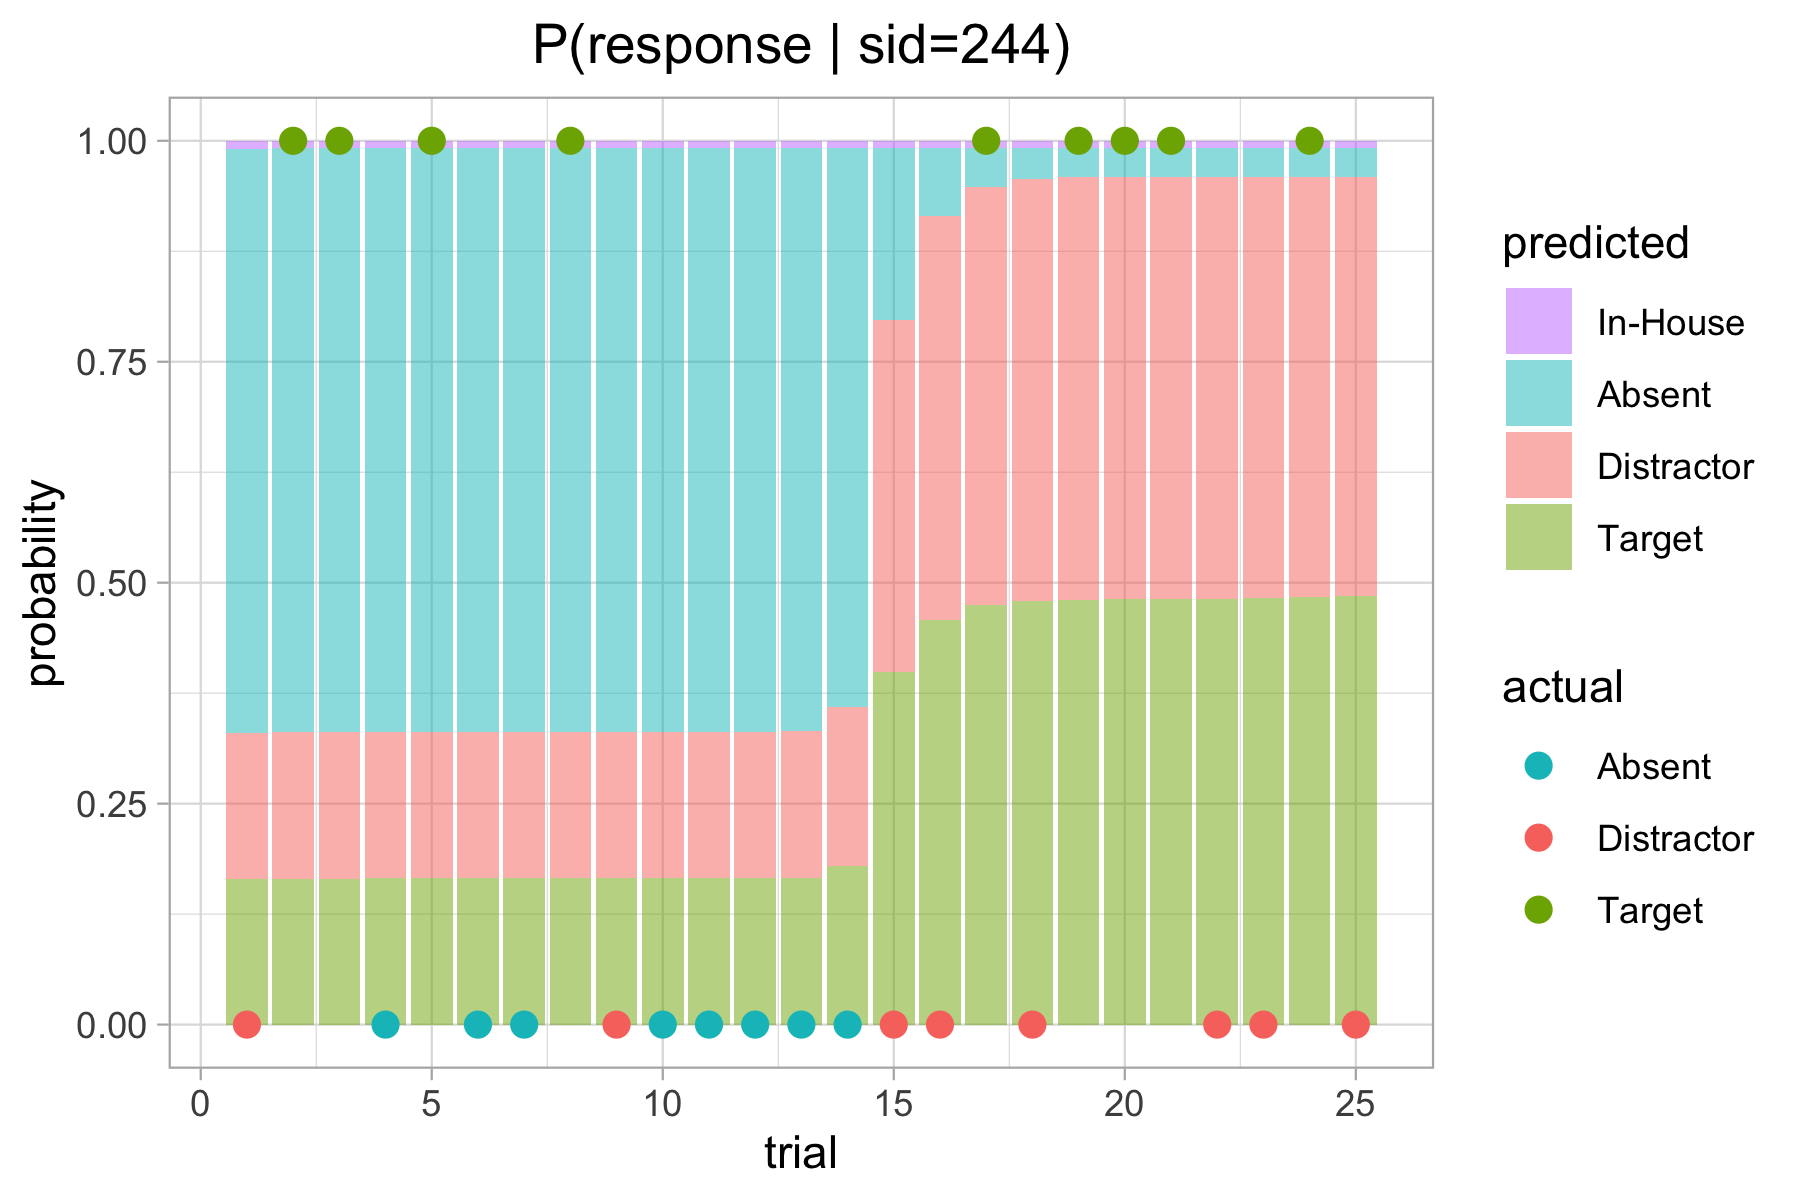 P(response | sid=244)
1.00
0.75
0.50
0.25
0.00
probability
0 5 10 15 20 25
trial
predicted
In-House
Absent
Distractor
Target
actual
Absent
Distractor
Target